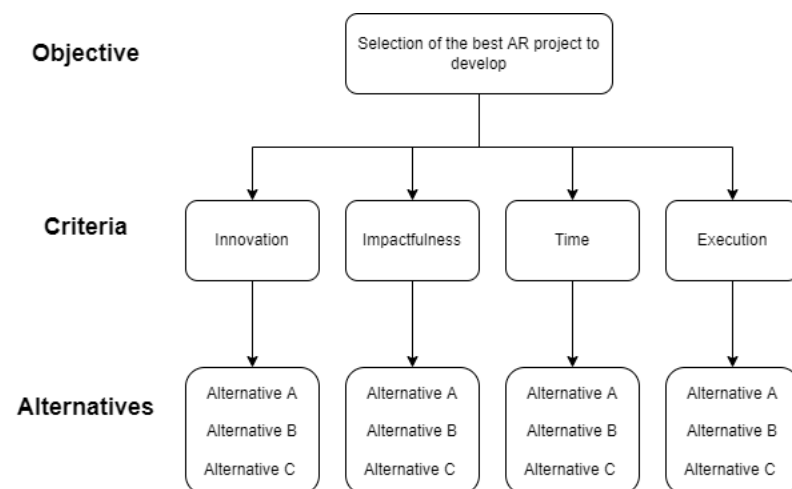 Objective
Selection of the best AR project to
develop
Criteria
Innovation
Impactfulness
Time
Execution
Alternatives
Alternative A
Alternative B
Alternative C
Alternative A
Alternative B
Alternative C
Alternative A
Alternative B
Alternative C
Alternative A
Alternative B
Alternative C